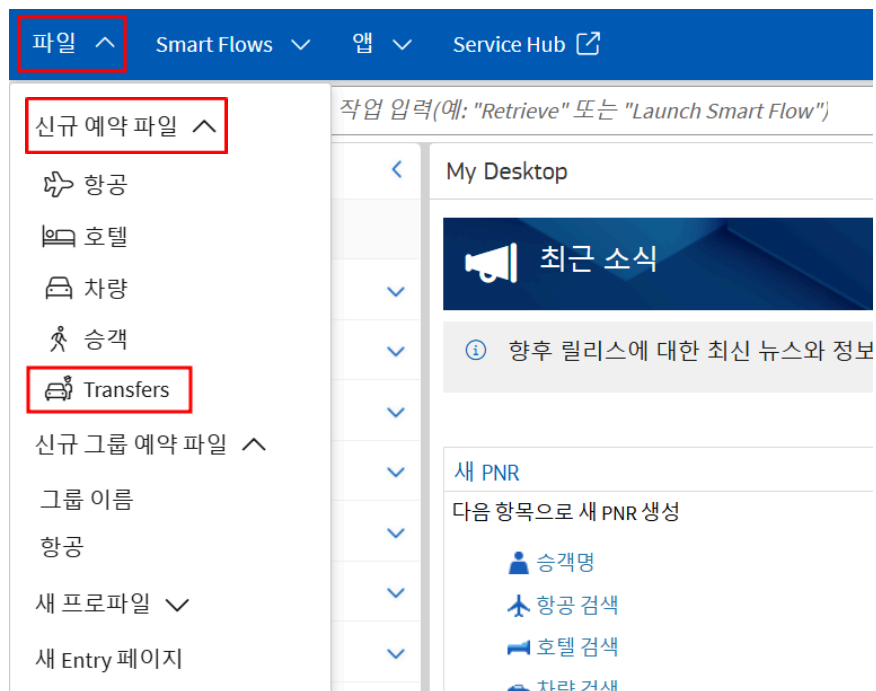 파일
Smart Flows
앱
Service Hub
신규 예약 파일
작업 입력(예: "Retrieve" 또는 "Launch Smart Flow")
항공
호텔
차량
승객
Transfers
신규 그룹 예약 파일
그룹 이름
항공
새 프로파일
새 Entry 페이지
My Desktop
최근 소식
향후 릴리스에 대한 최신 뉴스와 정보
새 PNR
다음 항목으로 새 PNR 생성
승객명
항공 검색
호텔 검색
차량 검색